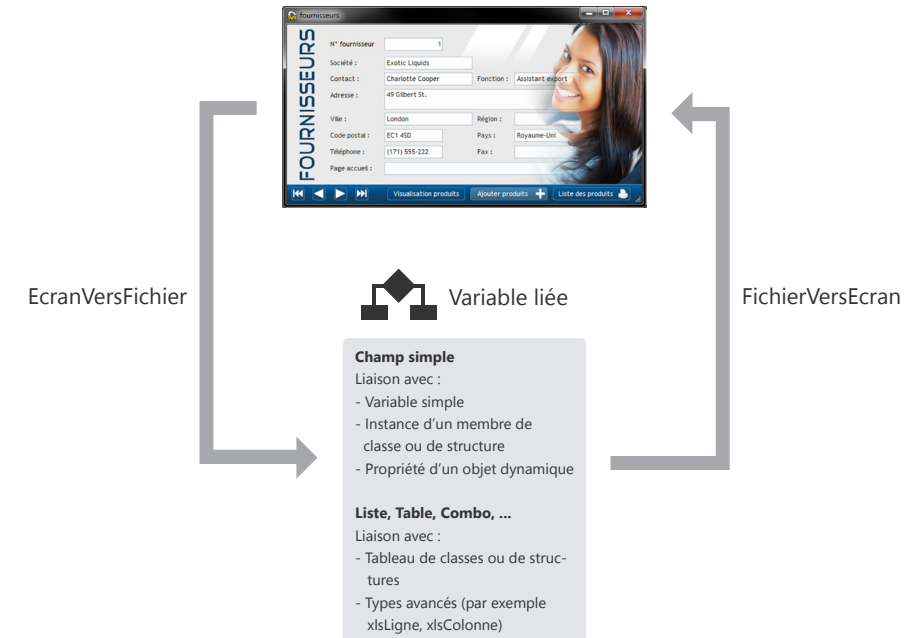 fournisseurs
FOURNISSEURS
N° fournisseur 1
Société : Exotic Liquids
Contact : Charlotte Cooper Fonction : Assistant export
Adresse : 49 Gilbert St.
Ville : London Région :
Code postal : EC1 4SD Pays : Royaume-Uni
Téléphone : (171) 555-222 Fax :
Page accueil :
Visualisation produits Ajouter produits Liste des produits
EcranVersFichier
Variable liée
FichierVersEcran
Champ simple
Liaison avec :
- Variable simple
- Instance d’un membre de
classe ou de structure
- Propriété d’un objet dynamique
Liste, Table, Combo, ...
Liaison avec :
- Tableau de classes ou de struc-
tures
- Types avancés (par exemple
xlsLigne, xlsColonne)